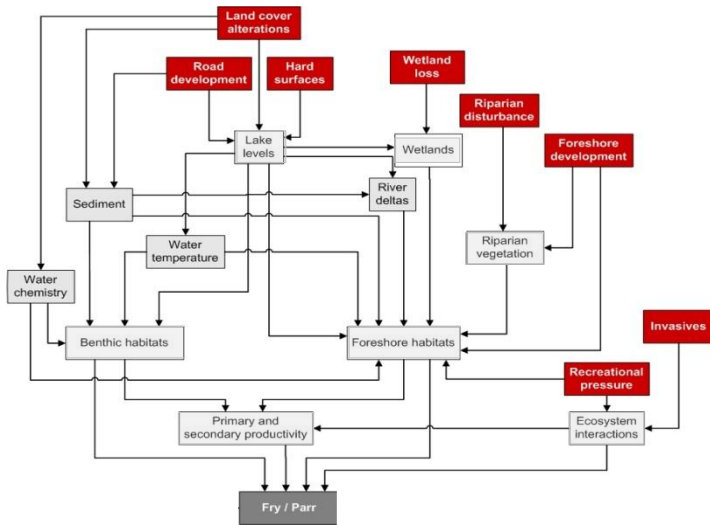 Land cover
alterations
Road
development
Hard
surfaces
Wetland
loss
Riparian
disturbance
Foreshore
development
Lake
levels
Wetlands
Sediment
River
deltas
Water
temperature
Riparian
vegetation
Water
chemistry
Benthic habitats
Foreshore habitats
Invasives
Recreational
pressure
Primary and
secondary productivity
Ecosystem
interactions
Fry / Parr